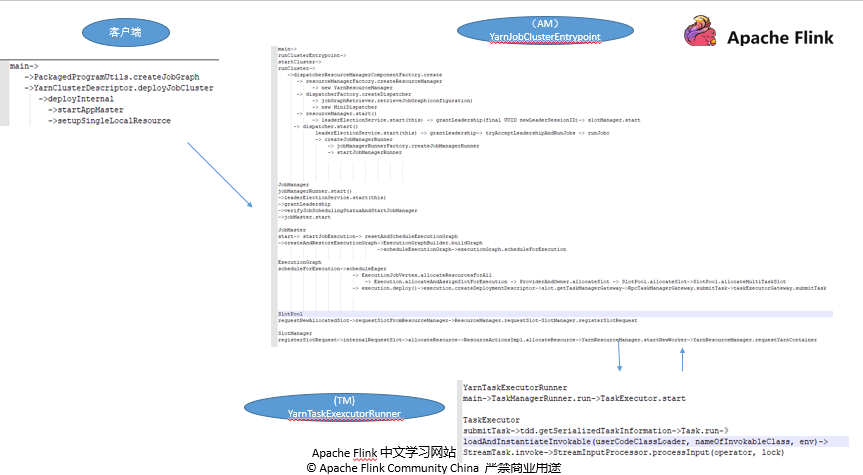 客户端
(AM)
YarnJobClusterEntrypoint
Apache Flink
main->
->PackagedProgramUtils.createJobGraph
->YarnClusterDescriptor.deployJobCluster
->deployInternal
->startAppMaster
->setupSingleLocalResource
main->
runClusterEntrypoint->
startCluster->
runCluster->
->dispatcherResourceManagerComponentFactory.create
-> resourceManagerFactory.createResourceManager
-> new YarnResourceManager
-> dispatcherFactory.createDispatcher
-> jobGraphRetriever.retrieveJobGraph(configuration)
-> new MiniDispatcher
-> resourceManager.start()
-> leaderElectionService.start(this) -> grantLeadership(final UUID newLeaderSessionID)-> slotManager.start
-> dispatcher.start()
leaderElectionService.start(this) -> grantLeadership-> tryAcceptLeadershipAndRunJobs -> runJobc
-> createJobManagerRunner
-> jobManagerRunnerFactory.createJobManagerRunner
-> startJobManagerRunner
JobManager
jobManagerRunner.start()
->leaderElectionService.start(this)
->grantLeadership
->verifyJobSchedulingStatusAndStartJobManager
->jobMaster.start
JobMaster
start-> startJobExecution-> resetAndScheduleExecutionGraph
->createAndRestoreExecutionGraph->ExecutionGraphBuilder.buildGraph
->scheduleExecutionGraph->executionGraph.scheduleForExecution
ExecutionGraph
scheduleForExecution->scheduleEager
-> ExecutionJobVertex.allocateResourcesForAll
-> Execution.allocateAndAssignSlotForExecution -> ProviderAndOwner.allocateSlot -> SlotPool.allocateSlot->SlotPool.allocateMultiTaskSlot
-> execution.deploy()->execution.createDeploymentDescriptor->slot.getTaskManagerGateway->RpcTaskManagerGateway.submitTask->taskExecutorGateway.submitTask
SlotPool
requestNewAllocatedSlot->requestSlotFromResourceManager->ResourceManager.requestSlot-SlotManager.registerSlotRequest
SlotManager
registerSlotRequest->internalRequestSlot->allocateResource->ResourceActionsImpl.allocateResource->YarnResourceManager.startNewWorker->YarnResourceManager.requestYarnContainer
(TM)
YarnTaskExexcutorRunner
YarnTaskExecutorRunner
main->TaskManagerRunner.run->TaskExecutor.start
TaskExecutor
submitTask->tdd.getSerializedTaskInformation->Task.run-》
loadAndInstantiateInvokable(userCodeClassLoader, nameOfInvokableClass, env)->
StreamTask.invoke->StreamInputProcessor.processInput(operator, lock)
Apache Flink 中文学习网站
© Apache Flink Community China 严禁商业用途